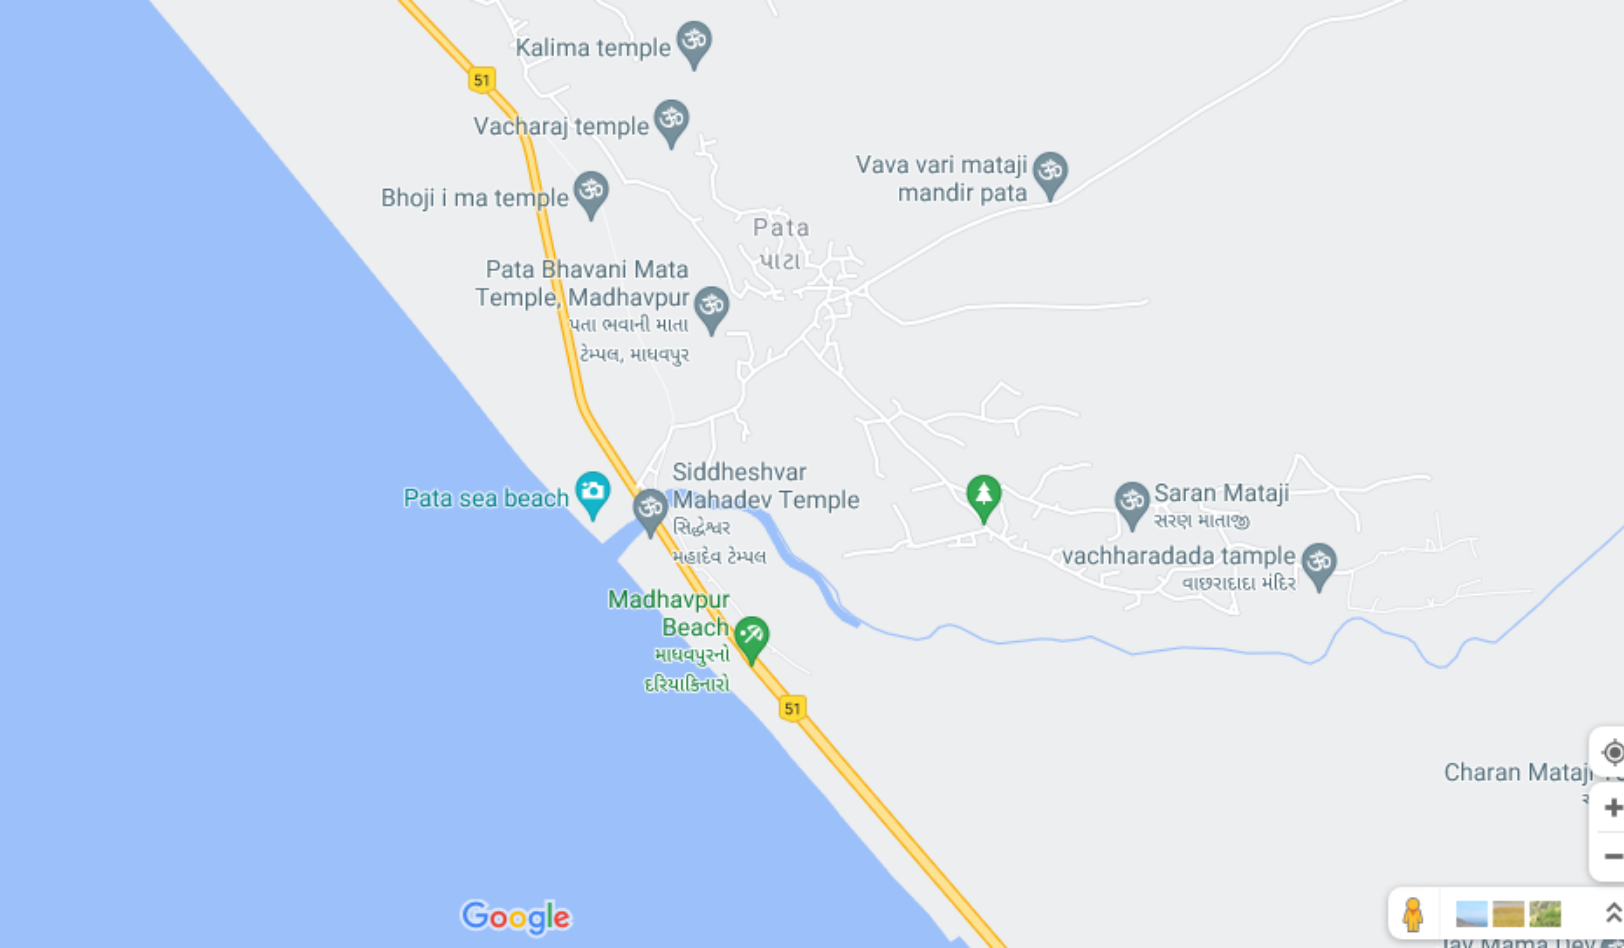 Kalima temple
51
Vacharaj temple
Vava vari mataji
mandir pata
Bhoji i ma temple
Pata
પાટા
Pata Bhavani Mata
Temple, Madhavpur
પતા ભવાની માતા
ટેમ્પલ, માધવપુર
Siddheshvar
Mahadev Temple
સિદ્ધેશ્વર
મહાદેવ ટેમ્પલ
Pata sea beach
Saran Mataji
સરણ માતાજી
vachharadada tample
વાછરાદાદા મંદિર
Madhavpur
Beach
માધવપુરનો
દરિયાકિનારો
51
Charan Mataji
Google
Jay Mama Dev